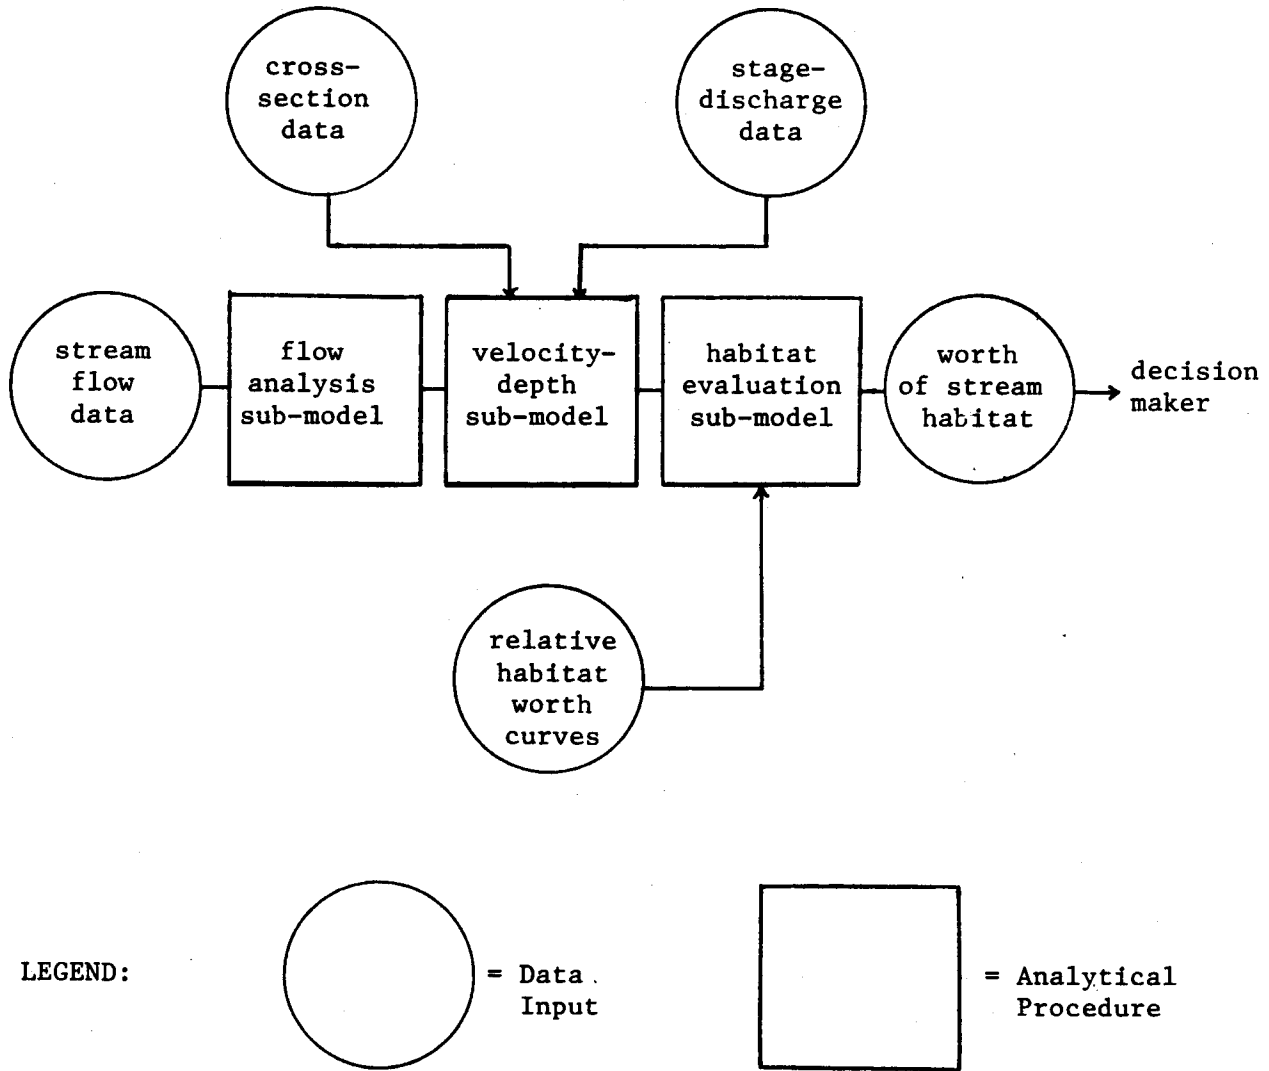 cross-
section
data
stage-
discharge
data
stream
flow
data
flow
analysis
sub-model
velocity-
depth
sub-model
habitat
evaluation
sub-model
worth
of stream
habitat
decision
maker
relative
habitat
worth
curves
LEGEND:
= Data
Input
= Analytical
Procedure